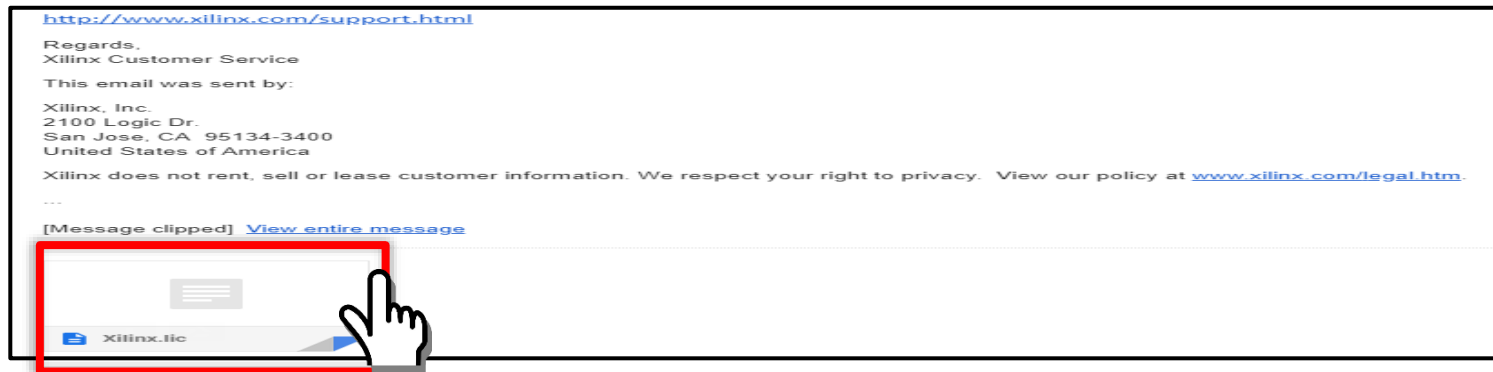 http://www.xilinx.com/support.html
Regards,
Xilinx Customer Service
This email was sent by:
Xilinx, Inc.
2100 Logic Dr.
San Jose, CA 95134-3400
United States of America
Xilinx does not rent, sell or lease customer information. We respect your right to privacy. View our policy at www.xilinx.com/legal.htm.
...
[Message clipped] View entire message
Xilinx.lic